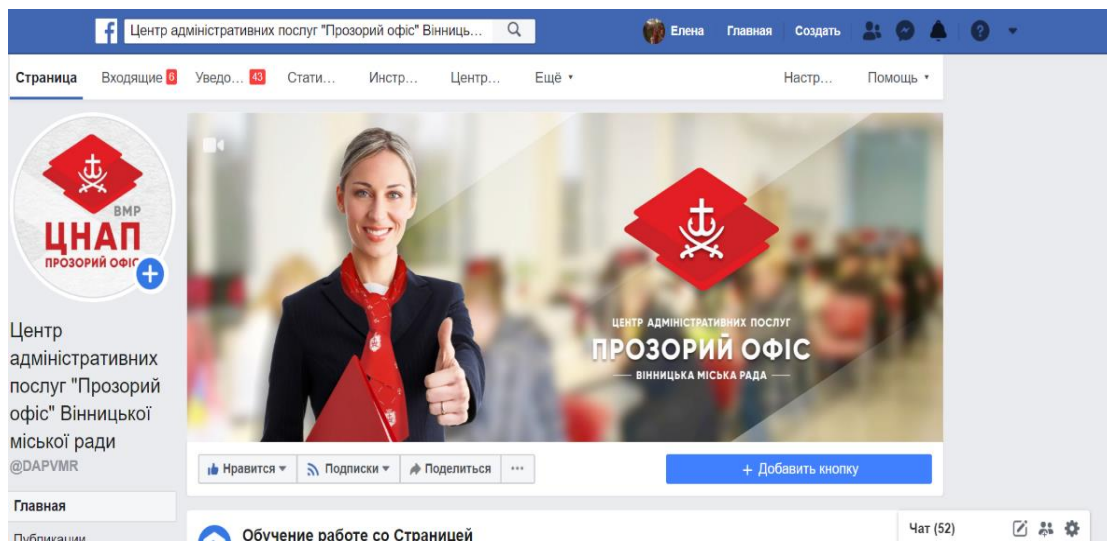 Центр адміністративних послуг "Прозорий офіс" Вінниць...
Елена
Главная
Создать
Страница
Входящие 6
Уведо... 43
Стати...
Инстр...
Центр...
Ещё
Настр...
Помощь
ВМР
ЦНАП
ПРОЗОРИЙ ОФІС
ЦЕНТР АДМІНІСТРАТИВНИХ ПОСЛУГ
ПРОЗОРИЙ ОФІС
ВІННИЦЬКА МІСЬКА РАДА
Центр
адміністративних
послуг "Прозорий
офіс" Вінницької
міської ради
@DAPVMR
Нравится
Подписки
Поделиться
+ Добавить кнопку
Главная
Публикации
Обучение работе со Страницей
Чат (52)